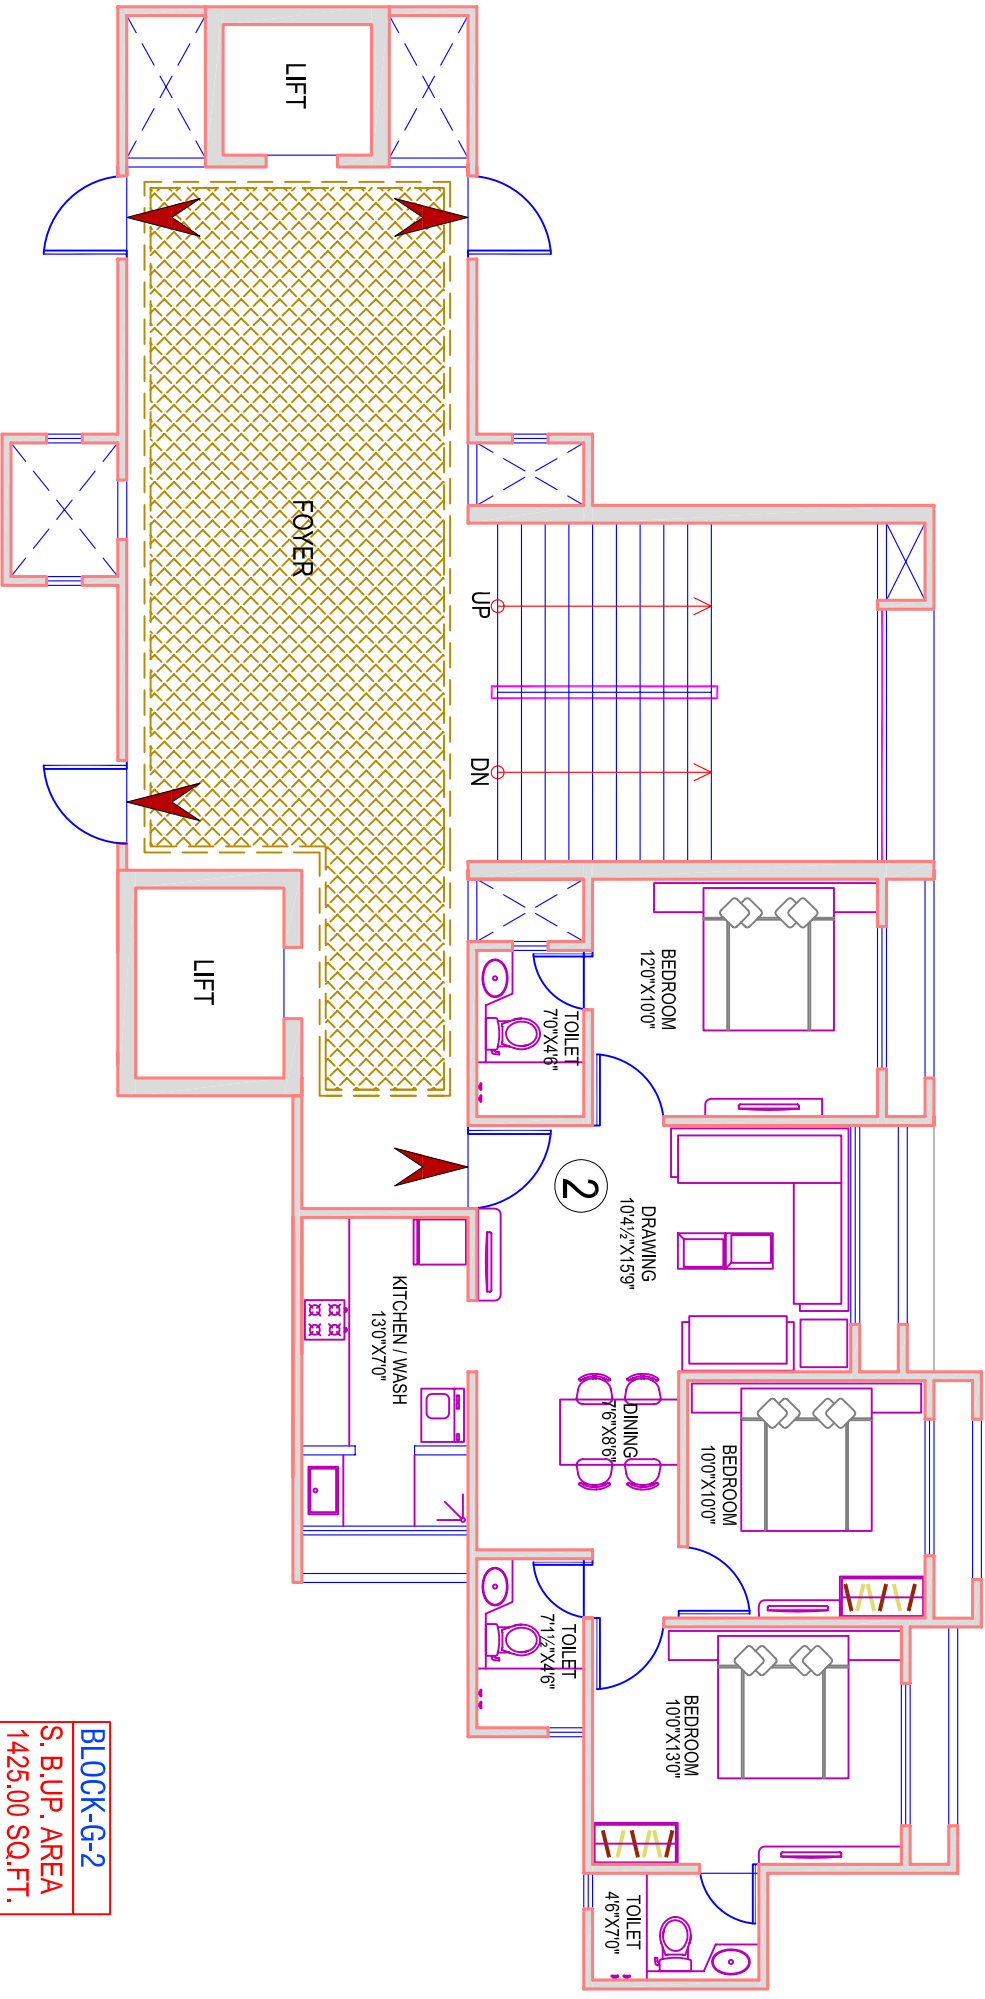 LIFT
FOYER
UP
DN
LIFT
BEDROOM
12'0"X10'0"
TOILET
7'0"X4'6"
2
DRAWING
10'4½"X15'9"
KITCHEN / WASH
13'0"X7'0"
DINING
7'6"X8'6"
BEDROOM
10'0"X10'0"
TOILET
7'1½"X4'6"
BEDROOM
10'0"X13'0"
TOILET
4'6"X7'0"
BLOCK-G-2
S. B.UP. AREA
1425.00 SQ.FT.